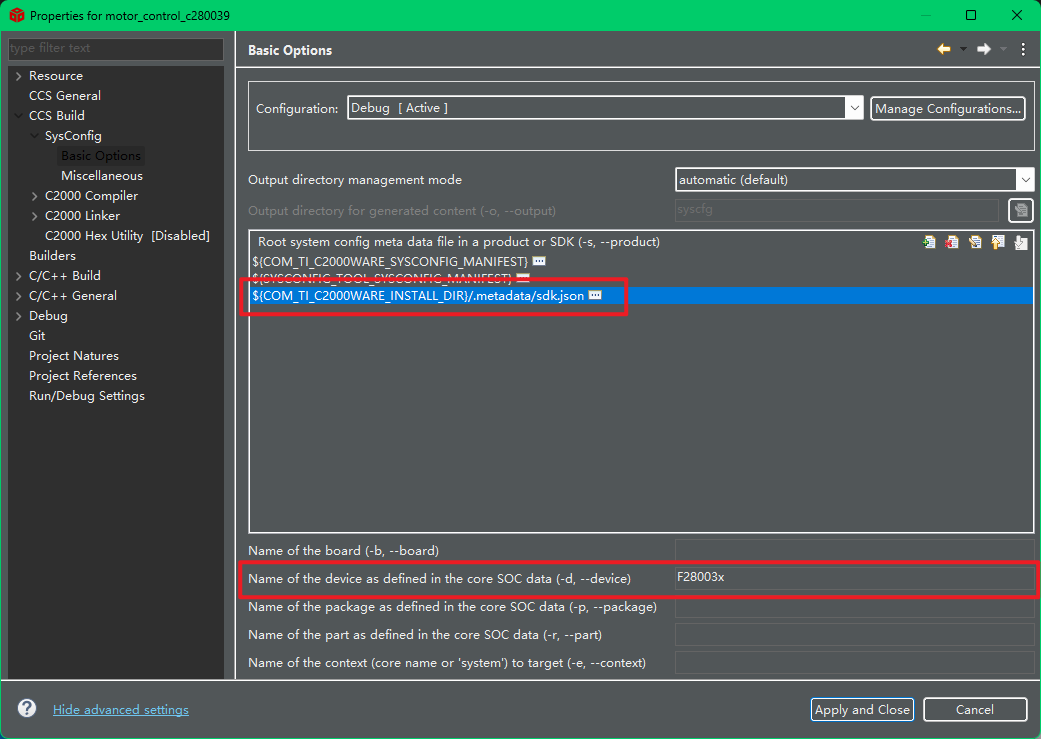 Properties for motor_control_c280039
type filter text
Resource
CCS General
CCS Build
SysConfig
Basic Options
Miscellaneous
C2000 Compiler
C2000 Linker
C2000 Hex Utility [Disabled]
Builders
C/C++ Build
C/C++ General
Debug
Git
Project Natures
Project References
Run/Debug Settings
Basic Options
Configuration: Debug [ Active ] Manage Configurations...
Output directory management mode automatic (default)
Output directory for generated content (-o, --output) syscfg
Root system config meta data file in a product or SDK (-s, --product)
${COM_TI_C2000WARE_SYSCONFIG_MANIFEST}
${SYSCONFIG_TOOL_SYSCONFIG_MANIFEST}
${COM_TI_C2000WARE_INSTALL_DIR}/.metadata/sdk.json
Name of the board (-b, --board)
Name of the device as defined in the core SOC data (-d, --device) F28003x
Name of the package as defined in the core SOC data (-p, --package)
Name of the part as defined in the core SOC data (-r, --part)
Name of the context (core name or 'system') to target (-e, --context)
Hide advanced settings Apply and Close Cancel